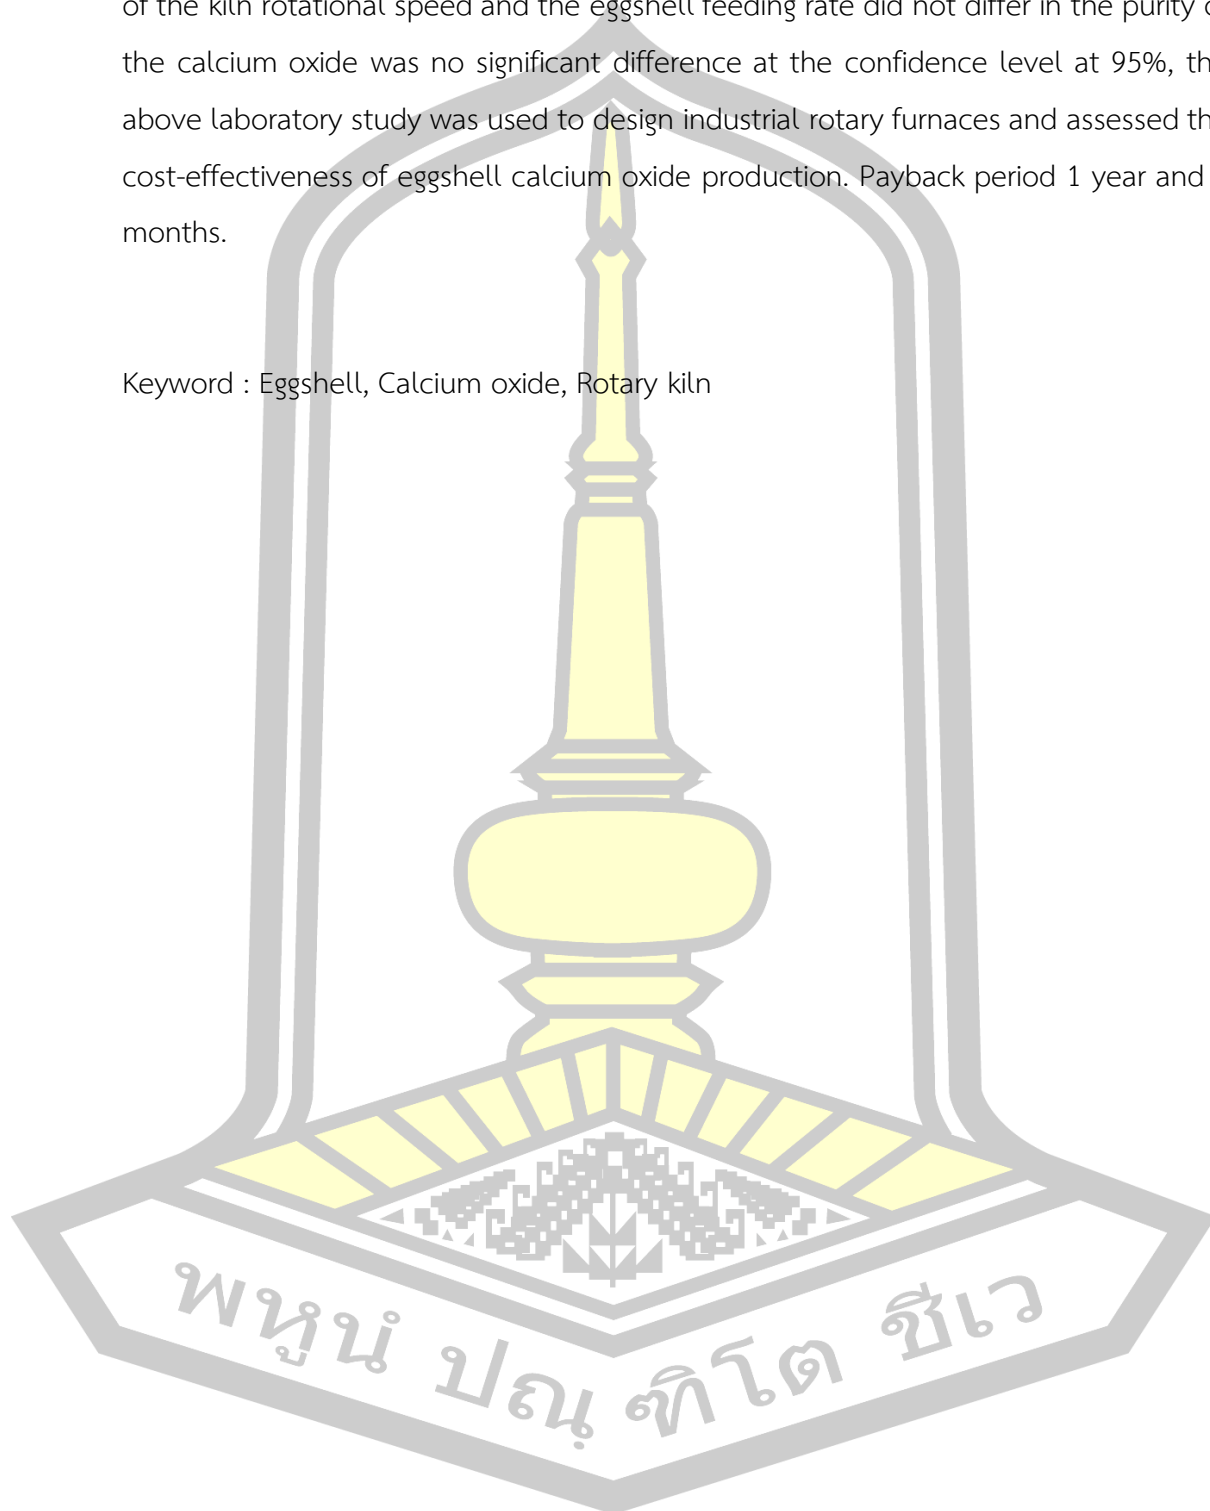 of the kiln rotational speed and the eggshell feeding rate did not differ in the purity
the calcium oxide was no significant difference at the confidence level at 95%,
above laboratory study was used to design industrial rotary furnaces and assessed
cost-effectiveness of eggshell calcium oxide production. Payback period 1 year and
months.
Keyword : Eggshell, Calcium oxide, Rotary kiln
พหูนํ ปณฺฑิโต ชีเว